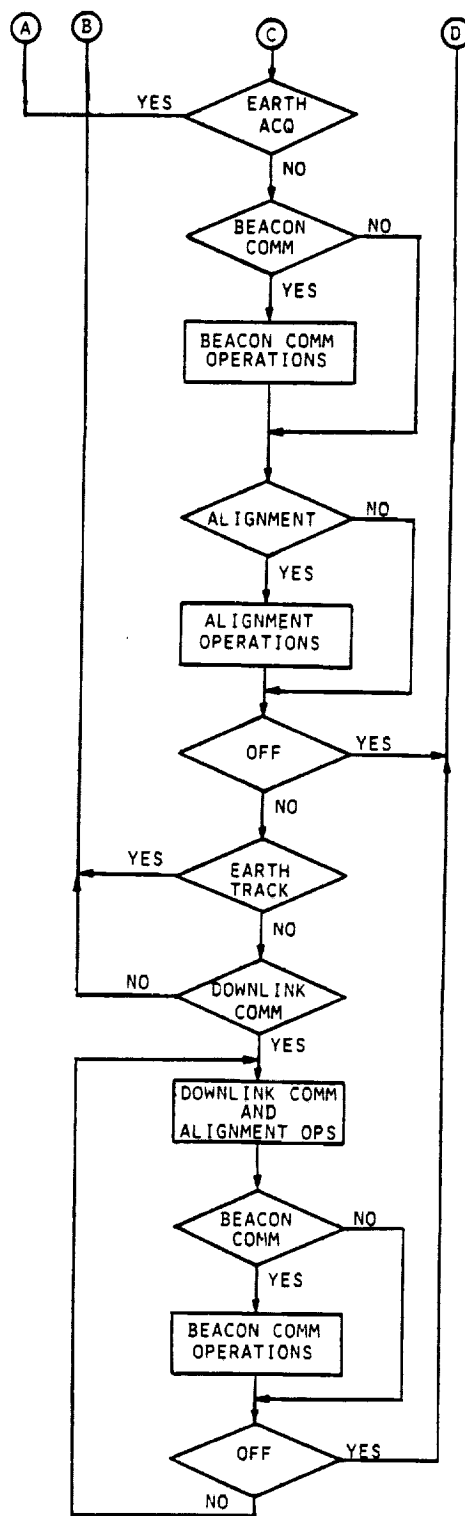 A B C D
YES EARTH
ACQ
NO
BEACON NO
COMM
YES
BEACON COMM
OPERATIONS
ALIGNMENT NO
YES
ALIGNMENT
OPERATIONS
OFF YES
NO
YES EARTH
TRACK
NO
NO DOWNLINK
COMM
YES
DOWNLINK COMM
AND
ALIGNMENT OPS
BEACON NO
COMM
YES
BEACON COMM
OPERATIONS
OFF YES
NO